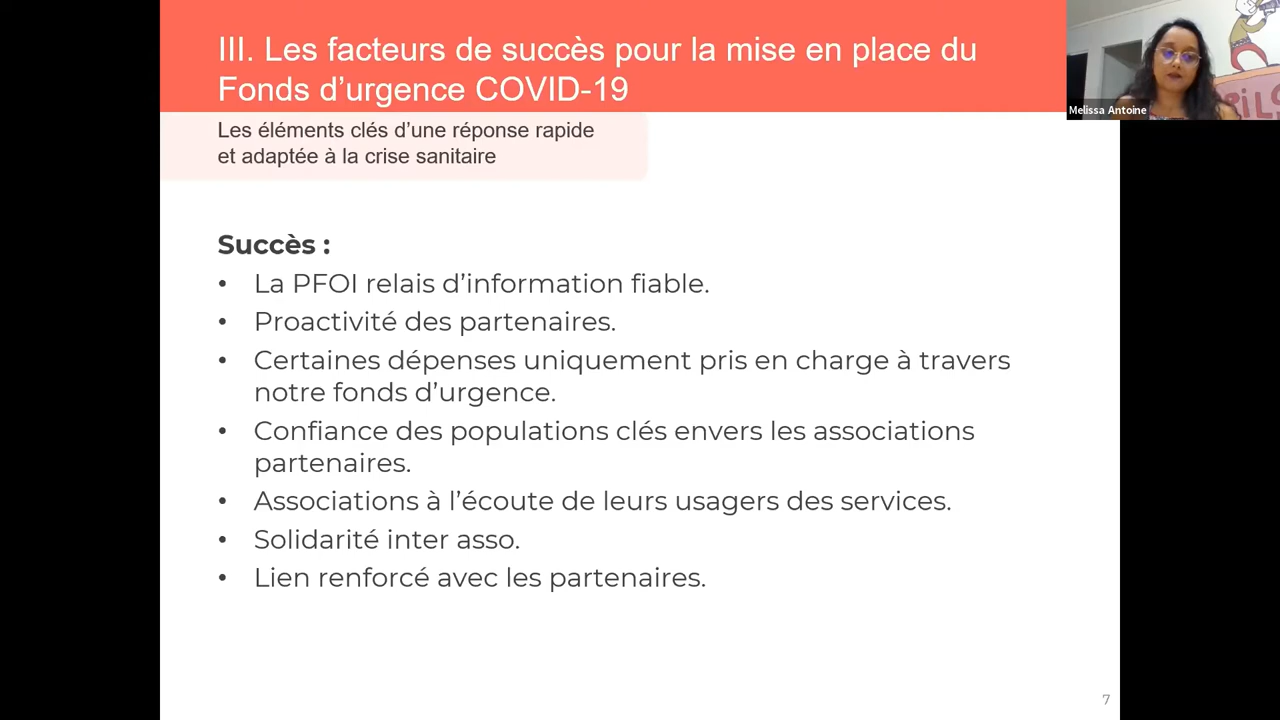 III. Les facteurs de succès pour la mise en place du
Fonds d’urgence COVID-19
Les éléments clés d’une réponse rapide
et adaptée à la crise sanitaire
Succès :
• La PFOI relais d’information fiable.
• Proactivité des partenaires.
• Certaines dépenses uniquement pris en charge à travers
notre fonds d’urgence.
• Confiance des populations clés envers les associations
partenaires.
• Associations à l’écoute de leurs usagers des services.
• Solidarité inter asso.
• Lien renforcé avec les partenaires.
7
Melissa Antoine